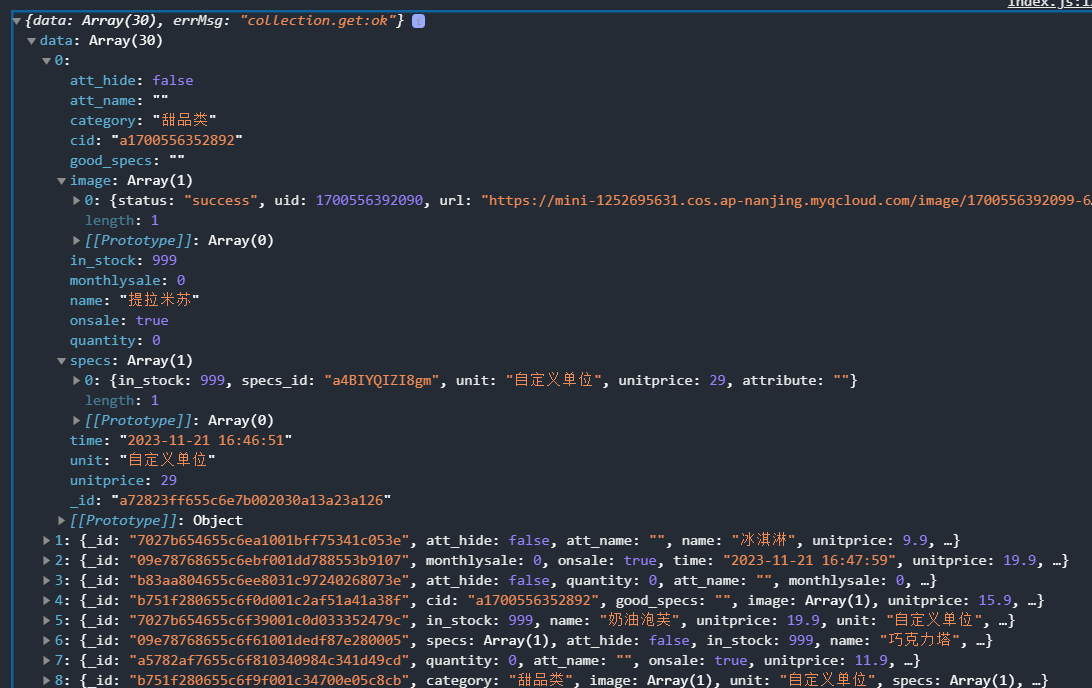 index.js:1
{data: Array(30), errMsg: "collection.get:ok"} i
data: Array(30)
0:
att_hide: false
att_name: ""
category: "甜品类"
cid: "a1700556352892"
good_specs: ""
image: Array(1)
0: {status: "success", uid: 1700556392090, url: "https://mini-1252695631.cos.ap-nanjing.myqcloud.com/image/1700556392099-6
length: 1
[[Prototype]]: Array(0)
in_stock: 999
monthlysale: 0
name: "提拉米苏"
onsale: true
quantity: 0
specs: Array(1)
0: {in_stock: 999, specs_id: "a4BIYQIZI8gm", unit: "自定义单位", unitprice: 29, attribute: ""}
length: 1
[[Prototype]]: Array(0)
time: "2023-11-21 16:46:51"
unit: "自定义单位"
unitprice: 29
_id: "a72823ff655c6e7b002030a13a23a126"
[[Prototype]]: Object
1: {_id: "7027b654655c6ea1001bff75341c053e", att_hide: false, att_name: "", name: "冰淇淋", unitprice: 9.9, …}
2: {_id: "09e78768655c6ebf001dd788553b9107", monthlysale: 0, onsale: true, time: "2023-11-21 16:47:59", unitprice: 19.9, …}
3: {_id: "b83aa804655c6ee8031c97240268073e", att_hide: false, quantity: 0, att_name: "", monthlysale: 0, …}
4: {_id: "b751f280655c6f0d001c2af51a41a38f", cid: "a1700556352892", good_specs: "", image: Array(1), unitprice: 15.9, …}
5: {_id: "7027b654655c6f39001c0d033352479c", in_stock: 999, name: "奶油泡芙", unitprice: 19.9, unit: "自定义单位", …}
6: {_id: "09e78768655c6f61001dedf87e280005", specs: Array(1), att_hide: false, in_stock: 999, name: "巧克力塔", …}
7: {_id: "a5782af7655c6f810340984c341d49cd", quantity: 0, att_name: "", onsale: true, unitprice: 11.9, …}
8: {_id: "b751f280655c6f9f001c34700e05c8cb", category: "甜品类", image: Array(1), unit: "自定义单位", specs: Array(1), …}